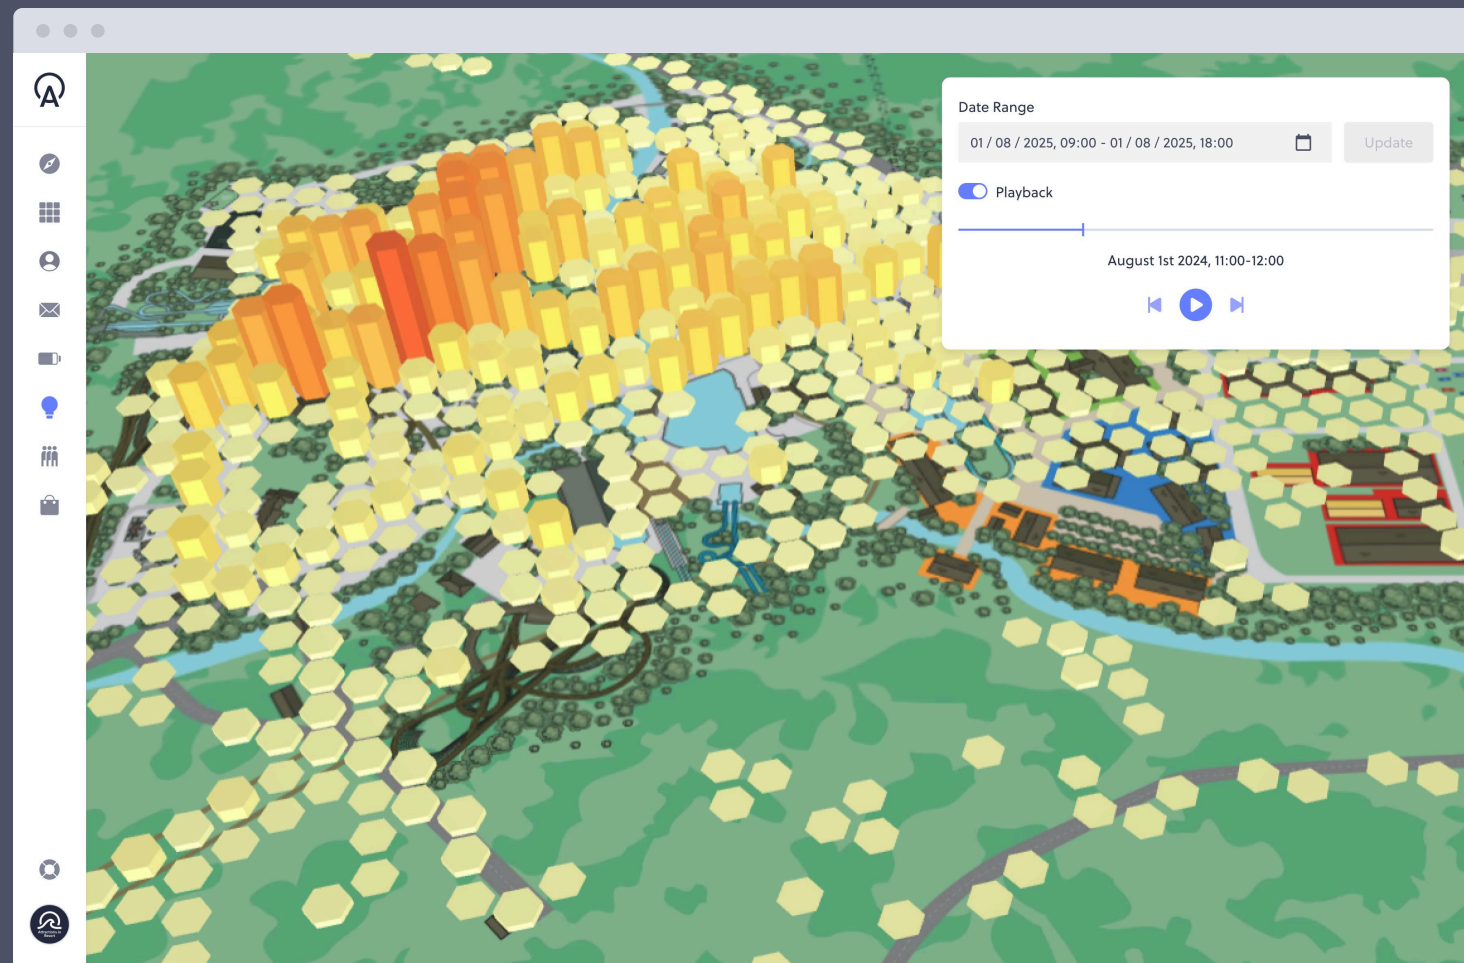 Date Range
01 / 08 / 2025, 09:00 - 01 / 08 / 2025, 18:00
Update
Playback
August 1st 2024, 11:00-12:00